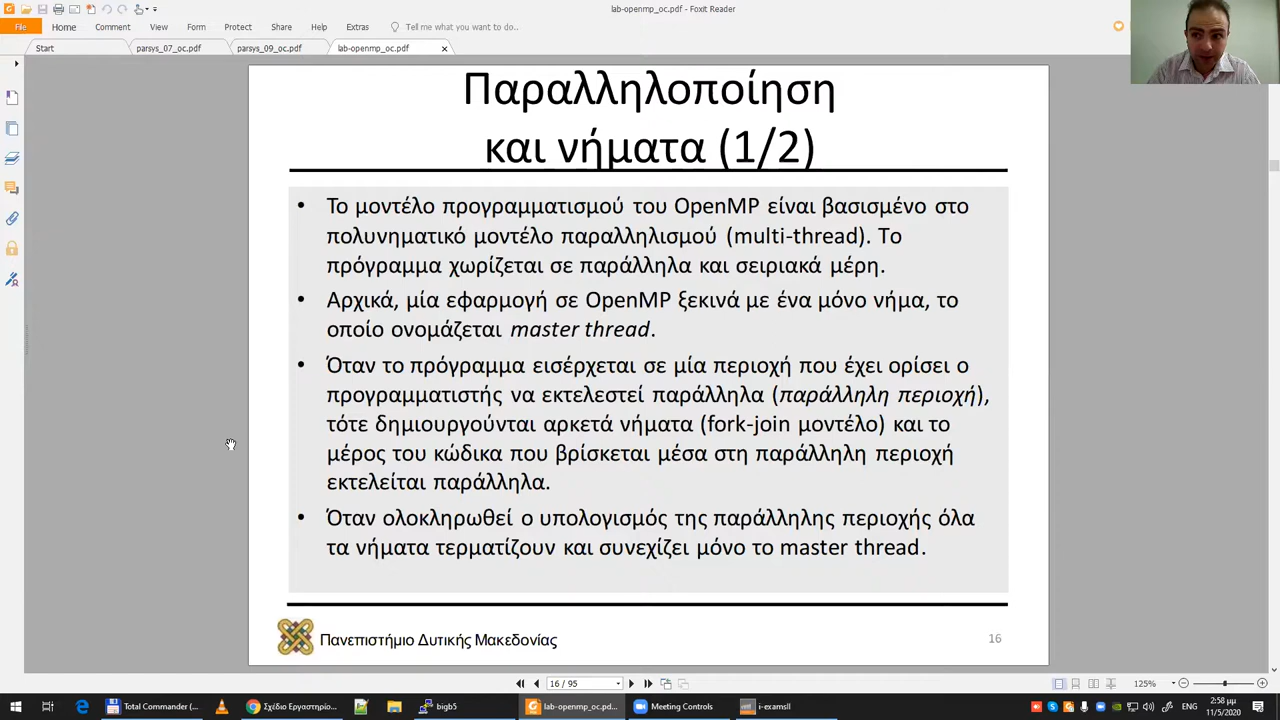 lab-openmp_oc.pdf - Foxit Reader
File Home Comment View Form Protect Share Help Extras Tell me what you want to do..
Start parsys_07_oc.pdf parsys_09_oc.pdf lab-openmp_oc.pdf
Παραλληλοποίηση
και νήματα (1/2)
• Το μοντέλο προγραμματισμού του OpenMP είναι βασισμένο στο
πολυνηματικό μοντέλο παραλληλισμού (multi-thread). Το
πρόγραμμα χωρίζεται σε παράλληλα και σειριακά μέρη.
• Αρχικά, μία εφαρμογή σε OpenMP ξεκινά με ένα μόνο νήμα, το
οποίο ονομάζεται master thread.
• Όταν το πρόγραμμα εισέρχεται σε μία περιοχή που έχει ορίσει ο
προγραμματιστής να εκτελεστεί παράλληλα (παράλληλη περιοχή),
τότε δημιουργούνται αρκετά νήματα (fork-join μοντέλο) και το
μέρος του κώδικα που βρίσκεται μέσα στη παράλληλη περιοχή
εκτελείται παράλληλα.
• Όταν ολοκληρωθεί ο υπολογισμός της παράλληλης περιοχής όλα
τα νήματα τερματίζουν και συνεχίζει μόνο το master thread.
Πανεπιστήμιο Δυτικής Μακεδονίας
16
16 / 95
125%
Total Commander (... Σχέδιο Εργαστηρίο... bigb5 lab-openmp_oc.pd... Meeting Controls i-examsII
2:58 μμ
11/5/2020